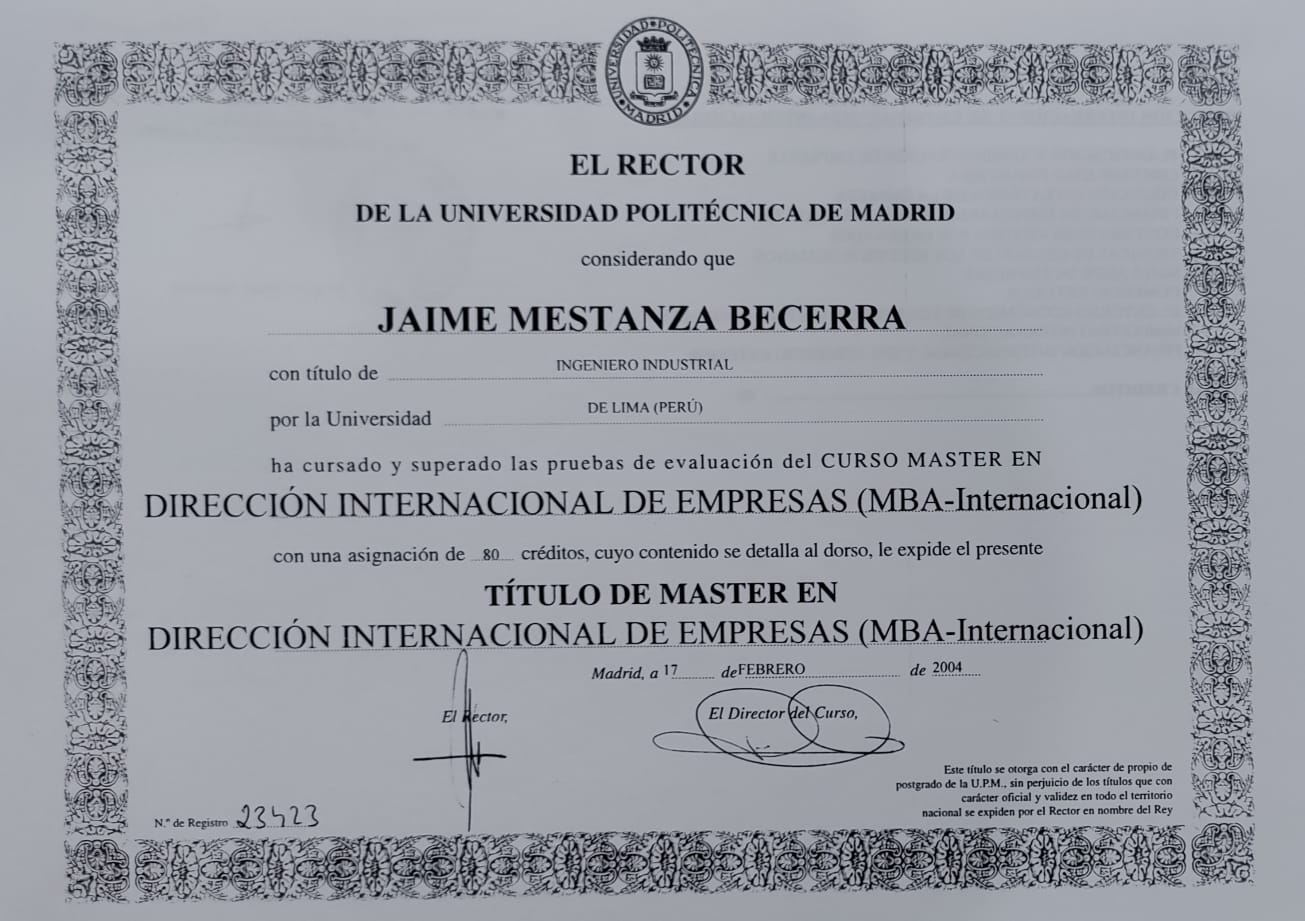 UNIVERSIDAD POLITECNICA
MADRID
EL RECTOR
DE LA UNIVERSIDAD POLITÉCNICA DE MADRID
considerando que
JAIME MESTANZA BECERRA
con título de INGENIERO INDUSTRIAL
por la Universidad DE LIMA (PERÚ)
ha cursado y superado las pruebas de evaluación del CURSO MASTER EN
DIRECCIÓN INTERNACIONAL DE EMPRESAS (MBA-Internacional)
con una asignación de 80 créditos, cuyo contenido se detalla al dorso, le expide el presente
TÍTULO DE MASTER EN
DIRECCIÓN INTERNACIONAL DE EMPRESAS (MBA-Internacional)
Madrid, a 17 de FEBRERO de 2004
El Rector, El Director del Curso,
Este título se otorga con el carácter de propio de
postgrado de la U.P.M., sin perjuicio de los títulos que con
carácter oficial y validez en todo el territorio
nacional se expiden por el Rector en nombre del Rey
N.º de Registro 23423